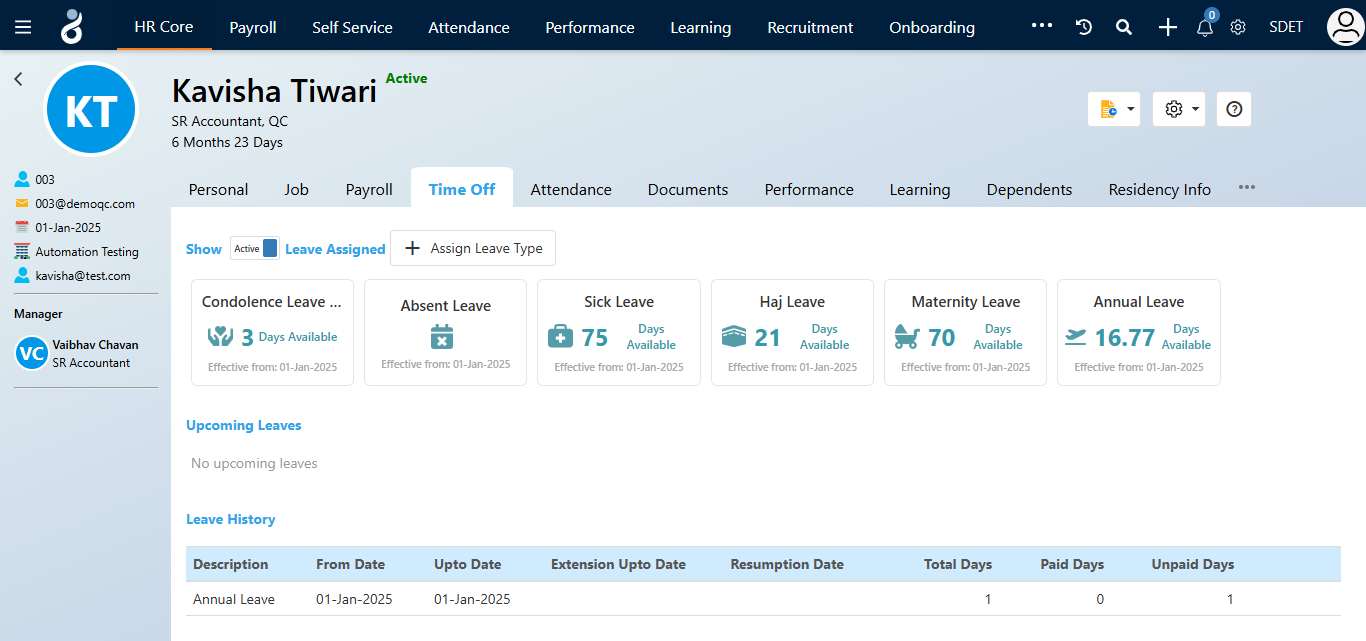 HR Core Payroll Self Service Attendance Performance Learning Recruitment Onboarding ••• 0 SDET
KT
Kavisha Tiwari Active
SR Accountant, QC
6 Months 23 Days
003
003@demoqc.com
01-Jan-2025
Automation Testing
kavisha@test.com
Manager
VC
Vaibhav Chavan
SR Accountant
Personal Job Payroll Time Off Attendance Documents Performance Learning Dependents Residency Info •••
Show Active Leave Assigned + Assign Leave Type
Condolence Leave ...
3 Days Available
Effective from: 01-Jan-2025
Absent Leave
Effective from: 01-Jan-2025
Sick Leave
75 Days Available
Effective from: 01-Jan-2025
Haj Leave
21 Days Available
Effective from: 01-Jan-2025
Maternity Leave
70 Days Available
Effective from: 01-Jan-2025
Annual Leave
16.77 Days Available
Effective from: 01-Jan-2025
Upcoming Leaves
No upcoming leaves
Leave History
Description From Date Upto Date Extension Upto Date Resumption Date Total Days Paid Days Unpaid Days
Annual Leave 01-Jan-2025 01-Jan-2025 1 0 1